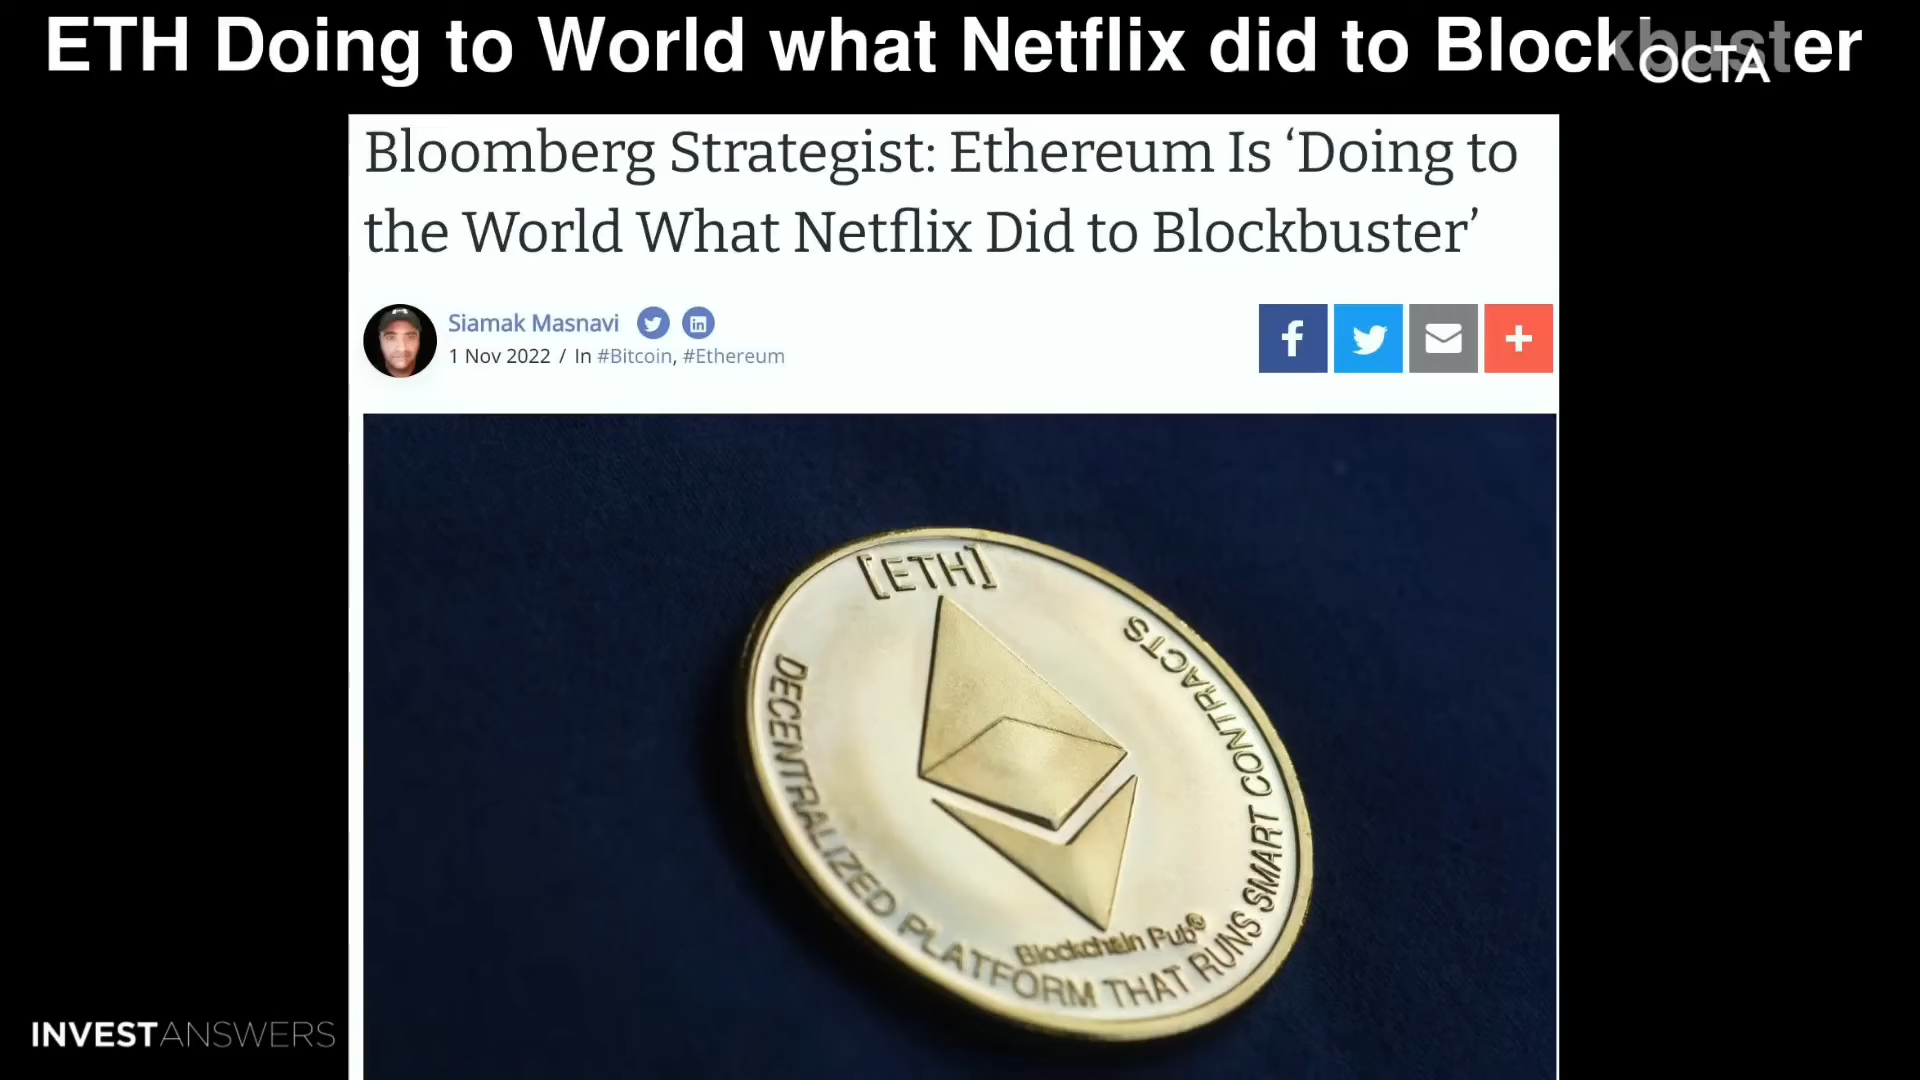 ETH Doing to World what Netflix did to Blockbuster
OCTA
Bloomberg Strategist: Ethereum Is ‘Doing to
the World What Netflix Did to Blockbuster’
Siamak Masnavi
1 Nov 2022 / In #Bitcoin, #Ethereum
[ETH]
DECENTRALIZED PLATFORM THAT RUNS SMART CONTRACTS
Blockchain Pub®
INVESTANSWERS